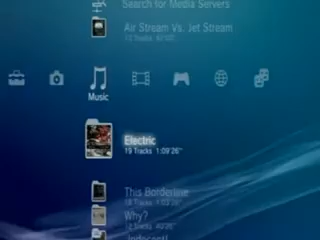 Search for Media Servers
Air Stream Vs. Jet Stream
Music
Electric
19 Tracks 1:09'26"
This Borderline
Why?